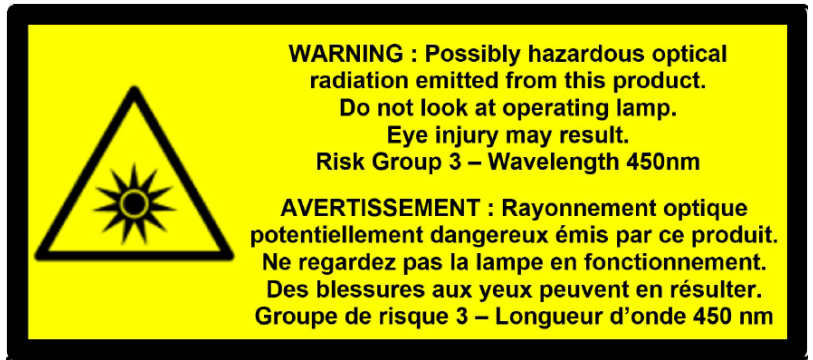 WARNING : Possibly hazardous optical
radiation emitted from this product.
Do not look at operating lamp.
Eye injury may result.
Risk Group 3 – Wavelength 450nm
AVERTISSEMENT : Rayonnement optique
potentiellement dangereux émis par ce produit.
Ne regardez pas la lampe en fonctionnement.
Des blessures aux yeux peuvent en résulter.
Groupe de risque 3 – Longueur d’onde 450 nm